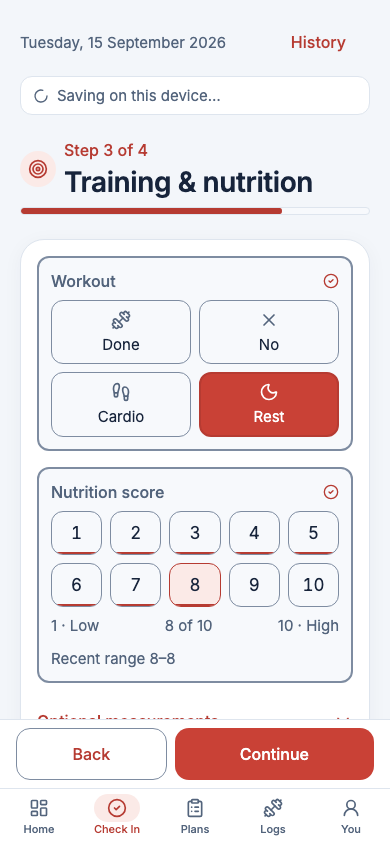 Tuesday, 15 September 2026
History
Saving on this device...
Step 3 of 4
Training & nutrition
Workout
Done
No
Cardio
Rest
Nutrition score
1 2 3 4 5
6 7 8 9 10
1 · Low 8 of 10 10 · High
Recent range 8–8
Optional measurements
Back
Continue
Home Check In Plans Logs You